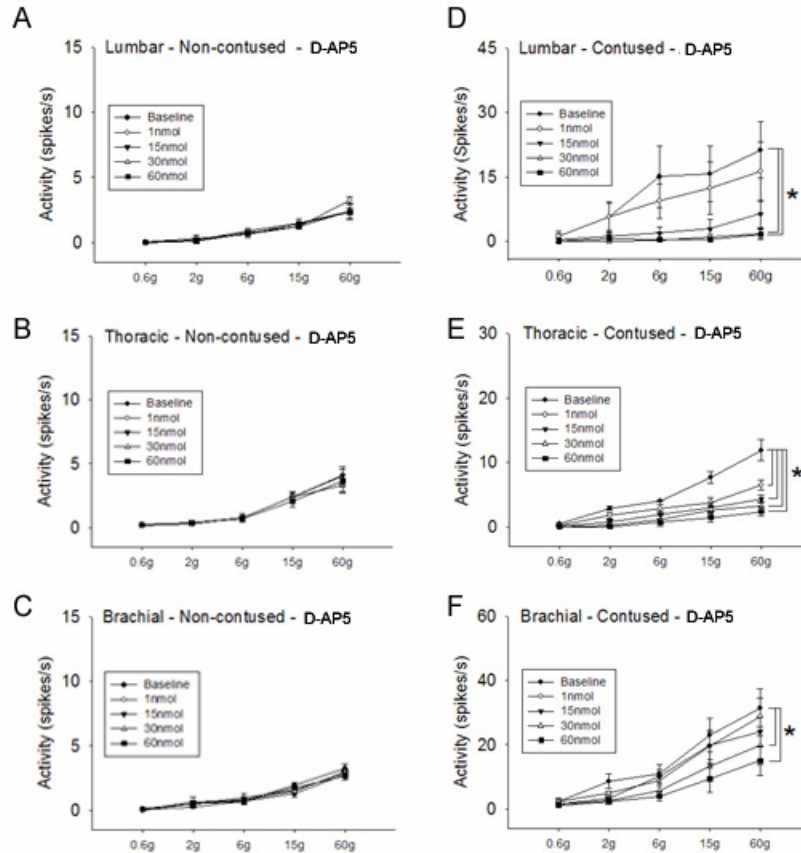 A
Lumbar - Non-contused - D-AP5
Activity (spikes/s)
15
10
5
0
Baseline
1nmol
15nmol
30nmol
60nmol
0.6g 2g 6g 15g 60g
B
Thoracic - Non-contused - D-AP5
Activity (spikes/s)
15
10
5
0
Baseline
1nmol
15nmol
30nmol
60nmol
0.6g 2g 6g 15g 60g
C
Brachial - Non-contused - D-AP5
Activity (spikes/s)
15
10
5
0
Baseline
1nmol
15nmol
30nmol
60nmol
0.6g 2g 6g 15g 60g
D
Lumbar - Contused - D-AP5
Activity (Spikes/s)
45
30
15
0
Baseline
1nmol
15nmol
30nmol
60nmol
*
0.6g 2g 6g 15g 60g
E
Thoracic - Contused - D-AP5
Activity (spikes/s)
30
20
10
0
Baseline
1nmol
15nmol
30nmol
60nmol
*
0.6g 2g 6g 15g 60g
F
Brachial - Contused - D-AP5
Activity (spikes/s)
60
40
20
0
Baseline
1nmol
15nmol
30nmol
60nmol
*
0.6g 2g 6g 15g 60g